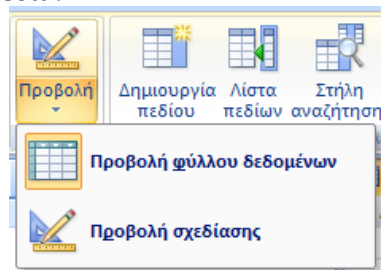 Προβολή
Δημιουργία πεδίου
Λίστα πεδίων
Στήλη αναζήτηση
Προβολή φύλλου δεδομένων
Προβολή σχεδίασης